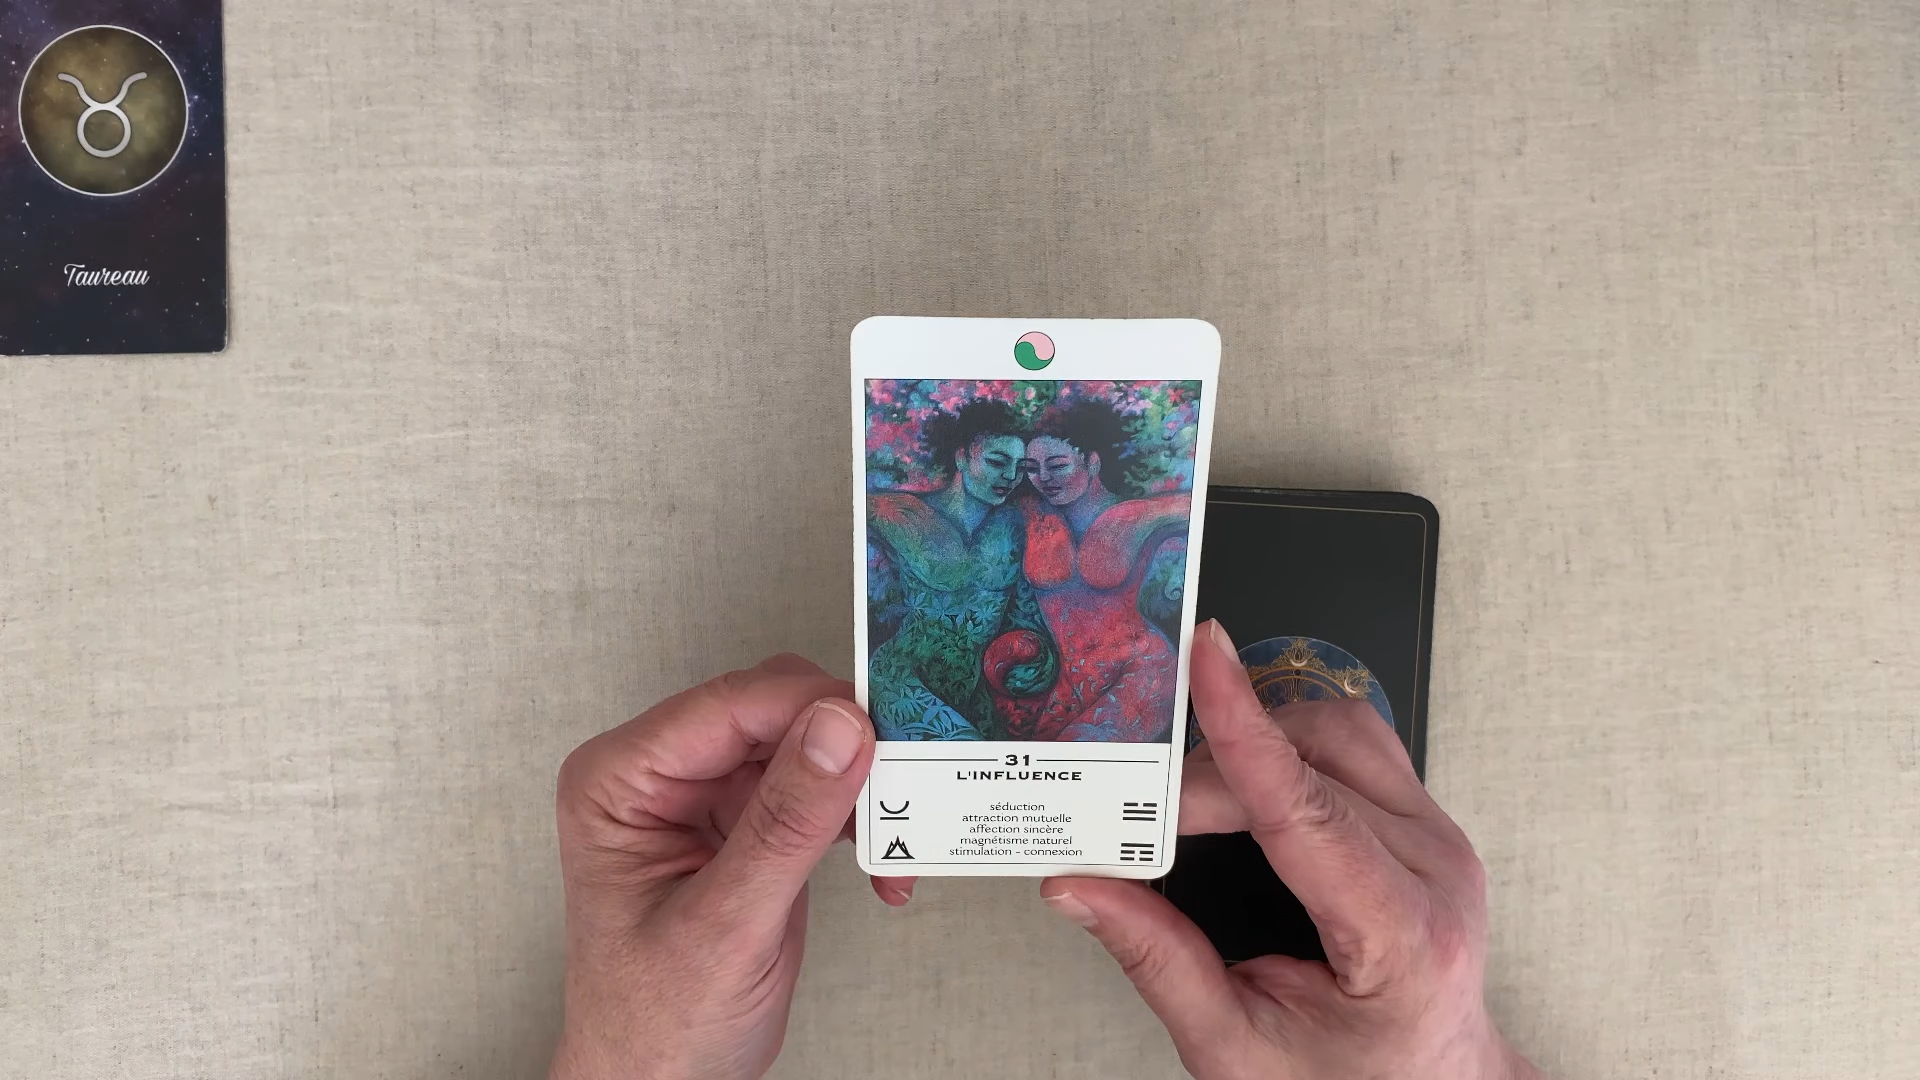 Taureau
31
L'INFLUENCE
séduction
attraction mutuelle
affection sincère
magnétisme naturel
stimulation - connexion